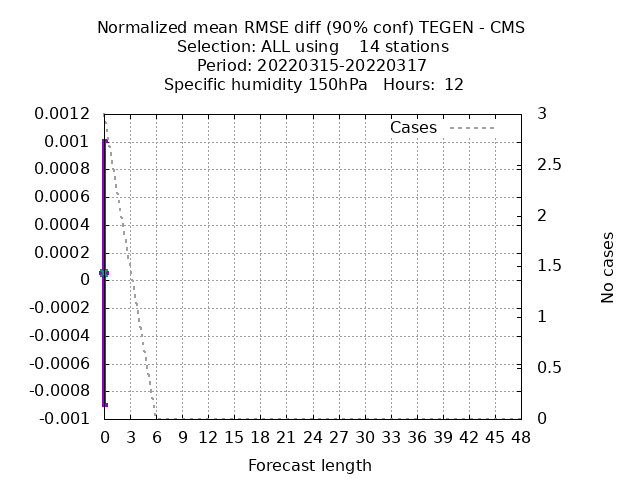 Normalized mean RMSE diff (90% conf) TEGEN - CMS
Selection: ALL using    14 stations
Period: 20220315-20220317
Specific humidity 150hPa   Hours:  12
0.0012
0.001
0.0008
0.0006
0.0004
0.0002
0
-0.0002
-0.0004
-0.0006
-0.0008
-0.001
Cases
3
2.5
2
1.5
1
0.5
0
No cases
0 3 6 9 12 15 18 21 24 27 30 33 36 39 42 45 48
Forecast length